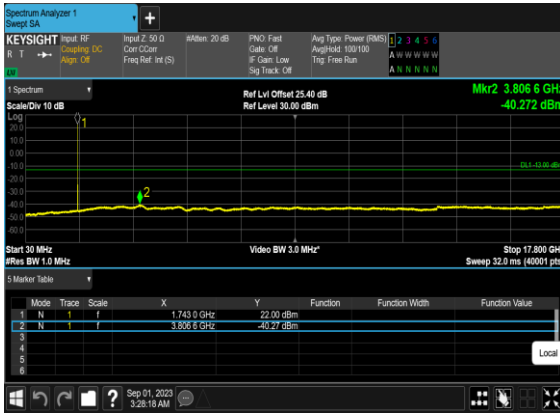 Spectrum Analyzer 1
Swept SA
+
KEYSIGHT Input: RF Input Z: 50 Ω #Atten: 20 dB PNO: Fast Avg Type: Power (RMS) 1 2 3 4 5 6
R T Coupling: DC Corr CCorr Gate: Off Avg|Hold: 100/100 A W W W W W
Align: Off Freq Ref: Int (S) IF Gain: Low Trig: Free Run
LXI Sig Track: Off A N N N N N
1 Spectrum Ref Lvl Offset 25.40 dB Mkr2 3.806 6 GHz
Scale/Div 10 dB Ref Level 30.00 dBm -40.272 dBm
Log
20.0
10.0
0.00
-10.0
-20.0
-30.0
-40.0
-50.0
-60.0
1
DL1 -13.00 dBm
2
Start 30 MHz Video BW 3.0 MHz* Stop 17.800 GHz
#Res BW 1.0 MHz Sweep 32.0 ms (40001 pts)
5 Marker Table
Mode Trace Scale X Y Function Function Width Function Value
1 N 1 f 1.743 0 GHz 22.00 dBm
2 N 1 f 3.806 6 GHz -40.27 dBm
3
4
5
6
Local
? Sep 01, 2023
3:28:18 AM